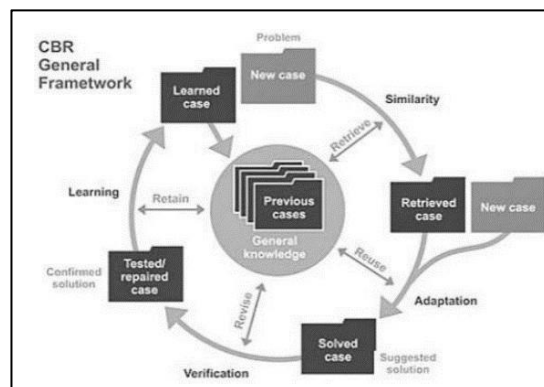 CBR
General
Frametwork
Problem
New case
Learned
case
Similarity
Retrieve
Learning
Retain
Previous
cases
General
knowledge
Retrieved
case
New case
Reuse
Confirmed
solution
Tested/
repaired
case
Adaptation
Revise
Solved
case
Suggested
solution
Verification